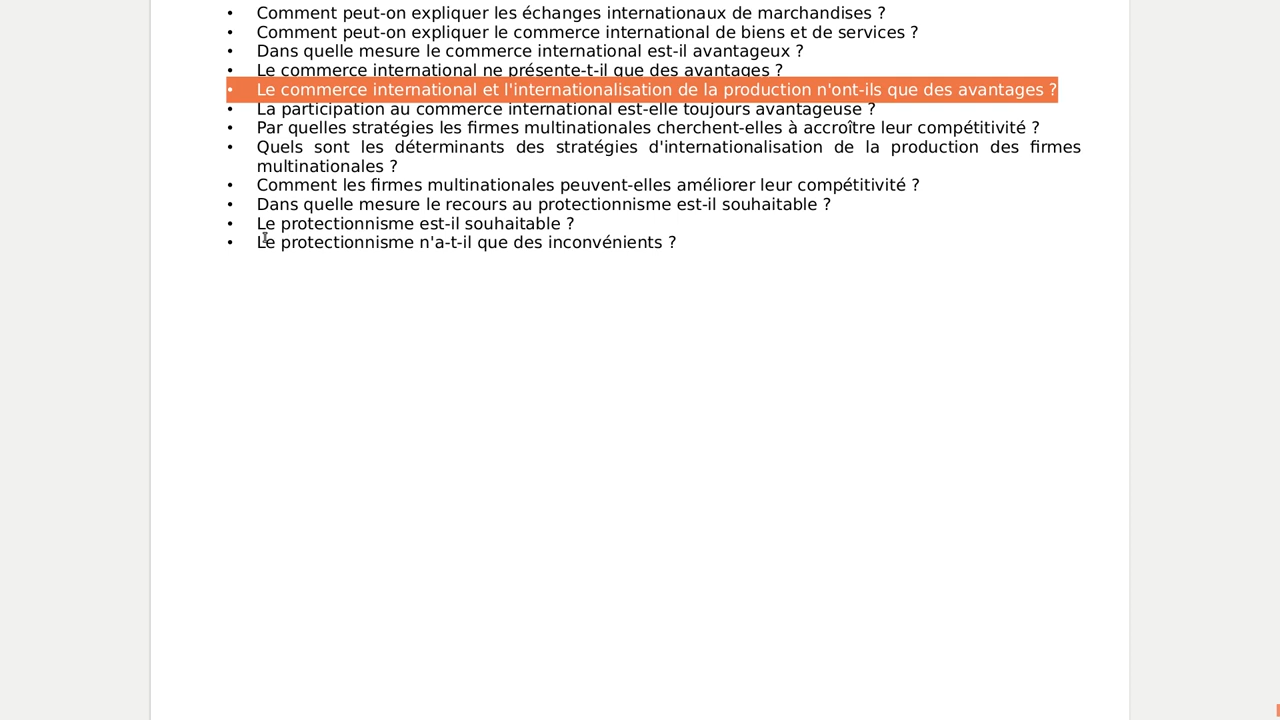 • Comment peut-on expliquer les échanges internationaux de marchandises ?
• Comment peut-on expliquer le commerce international de biens et de services ?
• Dans quelle mesure le commerce international est-il avantageux ?
• Le commerce international ne présente-t-il que des avantages ?
• Le commerce international et l'internationalisation de la production n'ont-ils que des avantages ?
• La participation au commerce international est-elle toujours avantageuse ?
• Par quelles stratégies les firmes multinationales cherchent-elles à accroître leur compétitivité ?
• Quels sont les déterminants des stratégies d'internationalisation de la production des firmes
multinationales ?
• Comment les firmes multinationales peuvent-elles améliorer leur compétitivité ?
• Dans quelle mesure le recours au protectionnisme est-il souhaitable ?
• Le protectionnisme est-il souhaitable ?
• Le protectionnisme n'a-t-il que des inconvénients ?